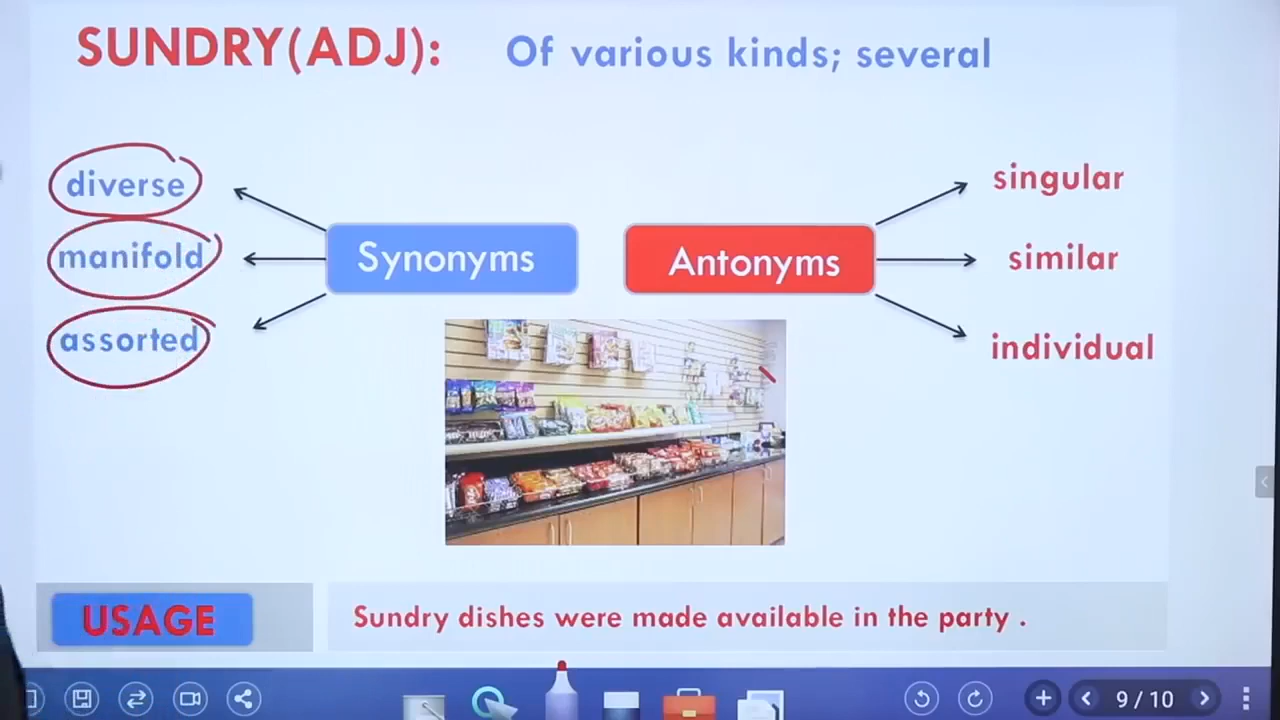 SUNDRY(ADJ): Of various kinds; several
diverse
manifold
assorted
Synonyms
Antonyms
singular
similar
individual
USAGE
Sundry dishes were made available in the party .
9 / 10